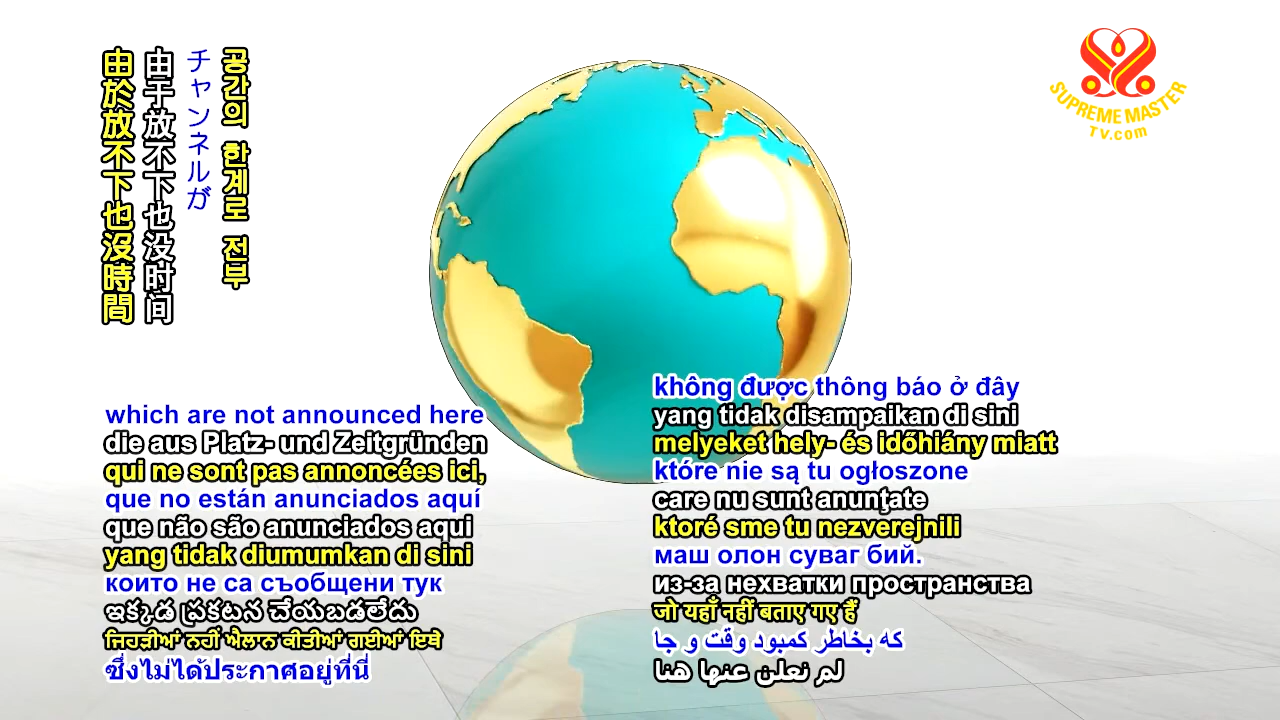 由於放不下也沒時間
由于放不下也没时间
チャンネルが
공간의 한계로 전부
SUPREME MASTER
TV.com
which are not announced here
die aus Platz- und Zeitgründen
qui ne sont pas annoncées ici,
que no están anunciados aquí
que não são anunciados aqui
yang tidak diumumkan di sini
които не са съобщени тук
ఇక్కడ ప్రకటన చేయబడలేదు
ਜਿਹੜੀਆਂ ਨਹੀਂ ਐਲਾਨ ਕੀਤੀਆਂ ਗਈਆਂ ਇਥੇ
ซึ่งไม่ได้ประกาศอยู่ที่นี่
không được thông báo ở đây
yang tidak disampaikan di sini
melyeket hely- és időhiány miatt
które nie są tu ogłoszone
care nu sunt anunţate
ktoré sme tu nezverejnili
маш олон суваг бий.
из-за нехватки пространства
जो यहाँ नहीं बताए गए हैं
که بخاطر کمبود وقت و جا
لم نعلن عنها هنا